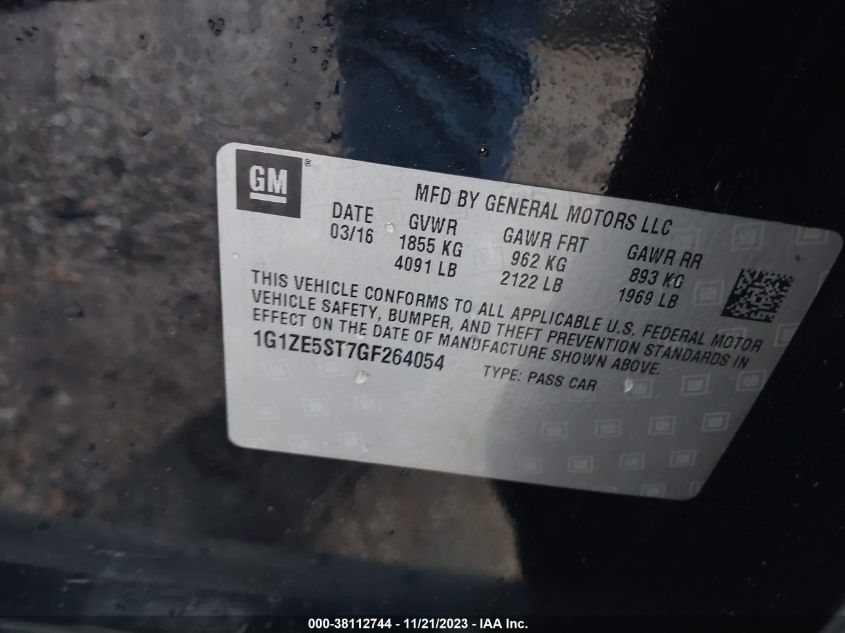 GM ®
MFD BY GENERAL MOTORS LLC
DATE GVWR GAWR FRT GAWR RR
03/16 1855 KG 962 KG 893 KG
4091 LB 2122 LB 1969 LB
THIS VEHICLE CONFORMS TO ALL APPLICABLE U.S. FEDERAL MOTOR
VEHICLE SAFETY, BUMPER, AND THEFT PREVENTION STANDARDS IN
EFFECT ON THE DATE OF MANUFACTURE SHOWN ABOVE.
1G1ZE5ST7GF264054 TYPE: PASS CAR
000-38112744 - 11/21/2023 - IAA Inc.